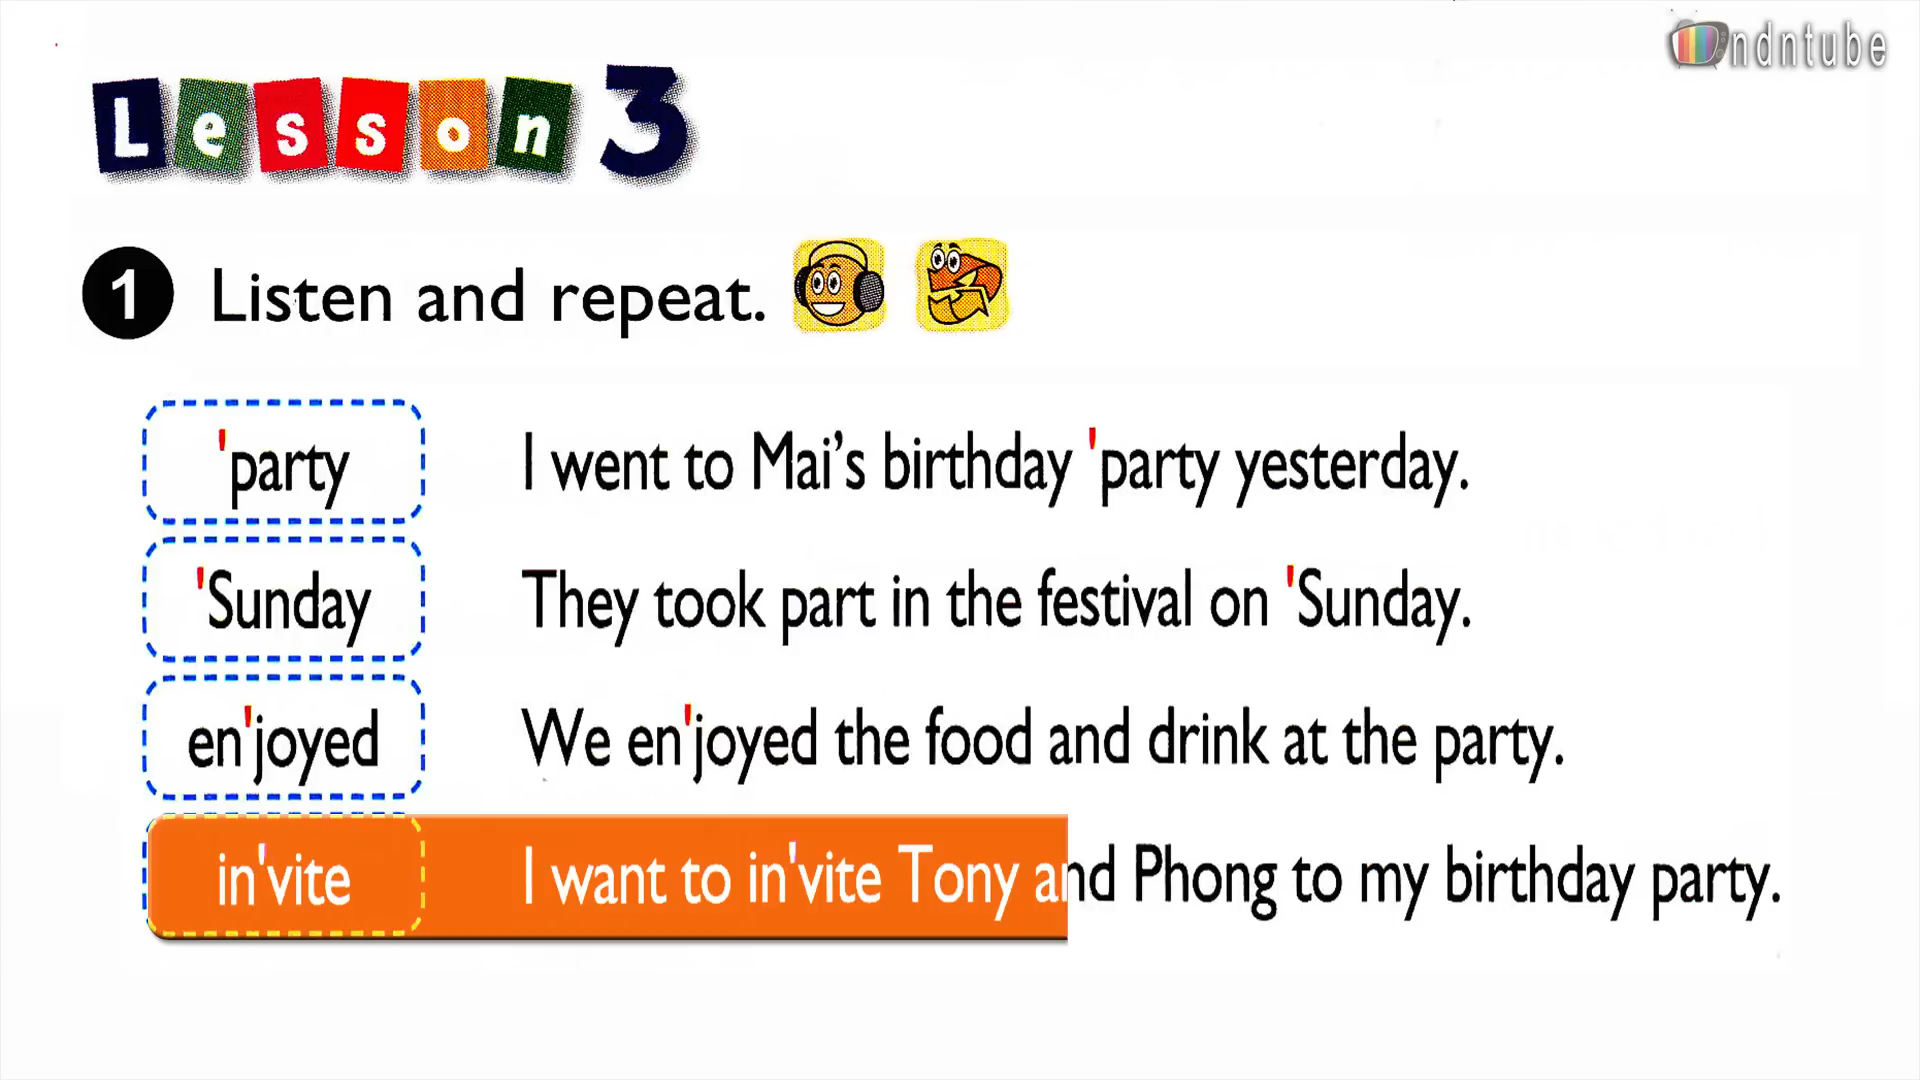 ndntube
Lesson 3
1 Listen and repeat.
'party I went to Mai’s birthday 'party yesterday.
'Sunday They took part in the festival on 'Sunday.
en'joyed We en'joyed the food and drink at the party.
in'vite I want to in'vite Tony and Phong to my birthday party.